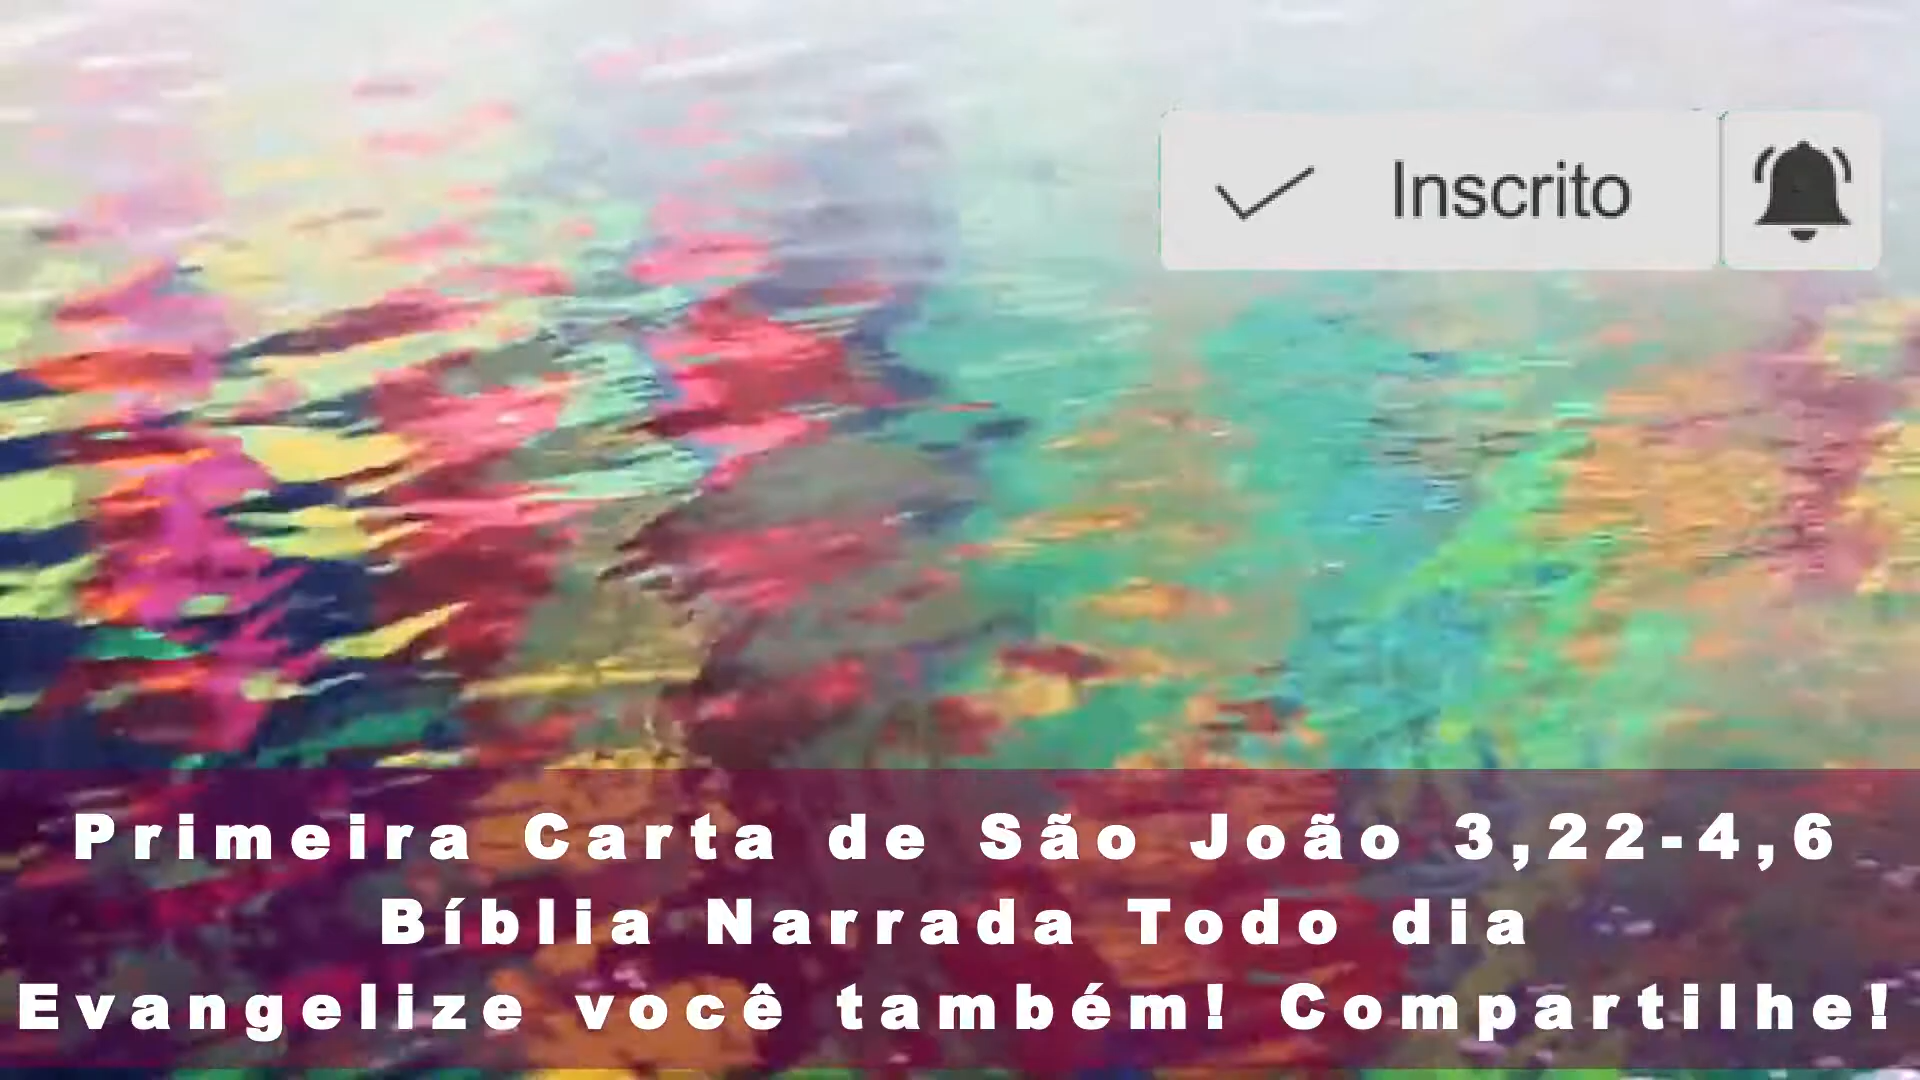 Inscrito
Primeira Carta de São João 3,22-4,6
Bíblia Narrada Todo dia
Evangelize você também! Compartilhe!